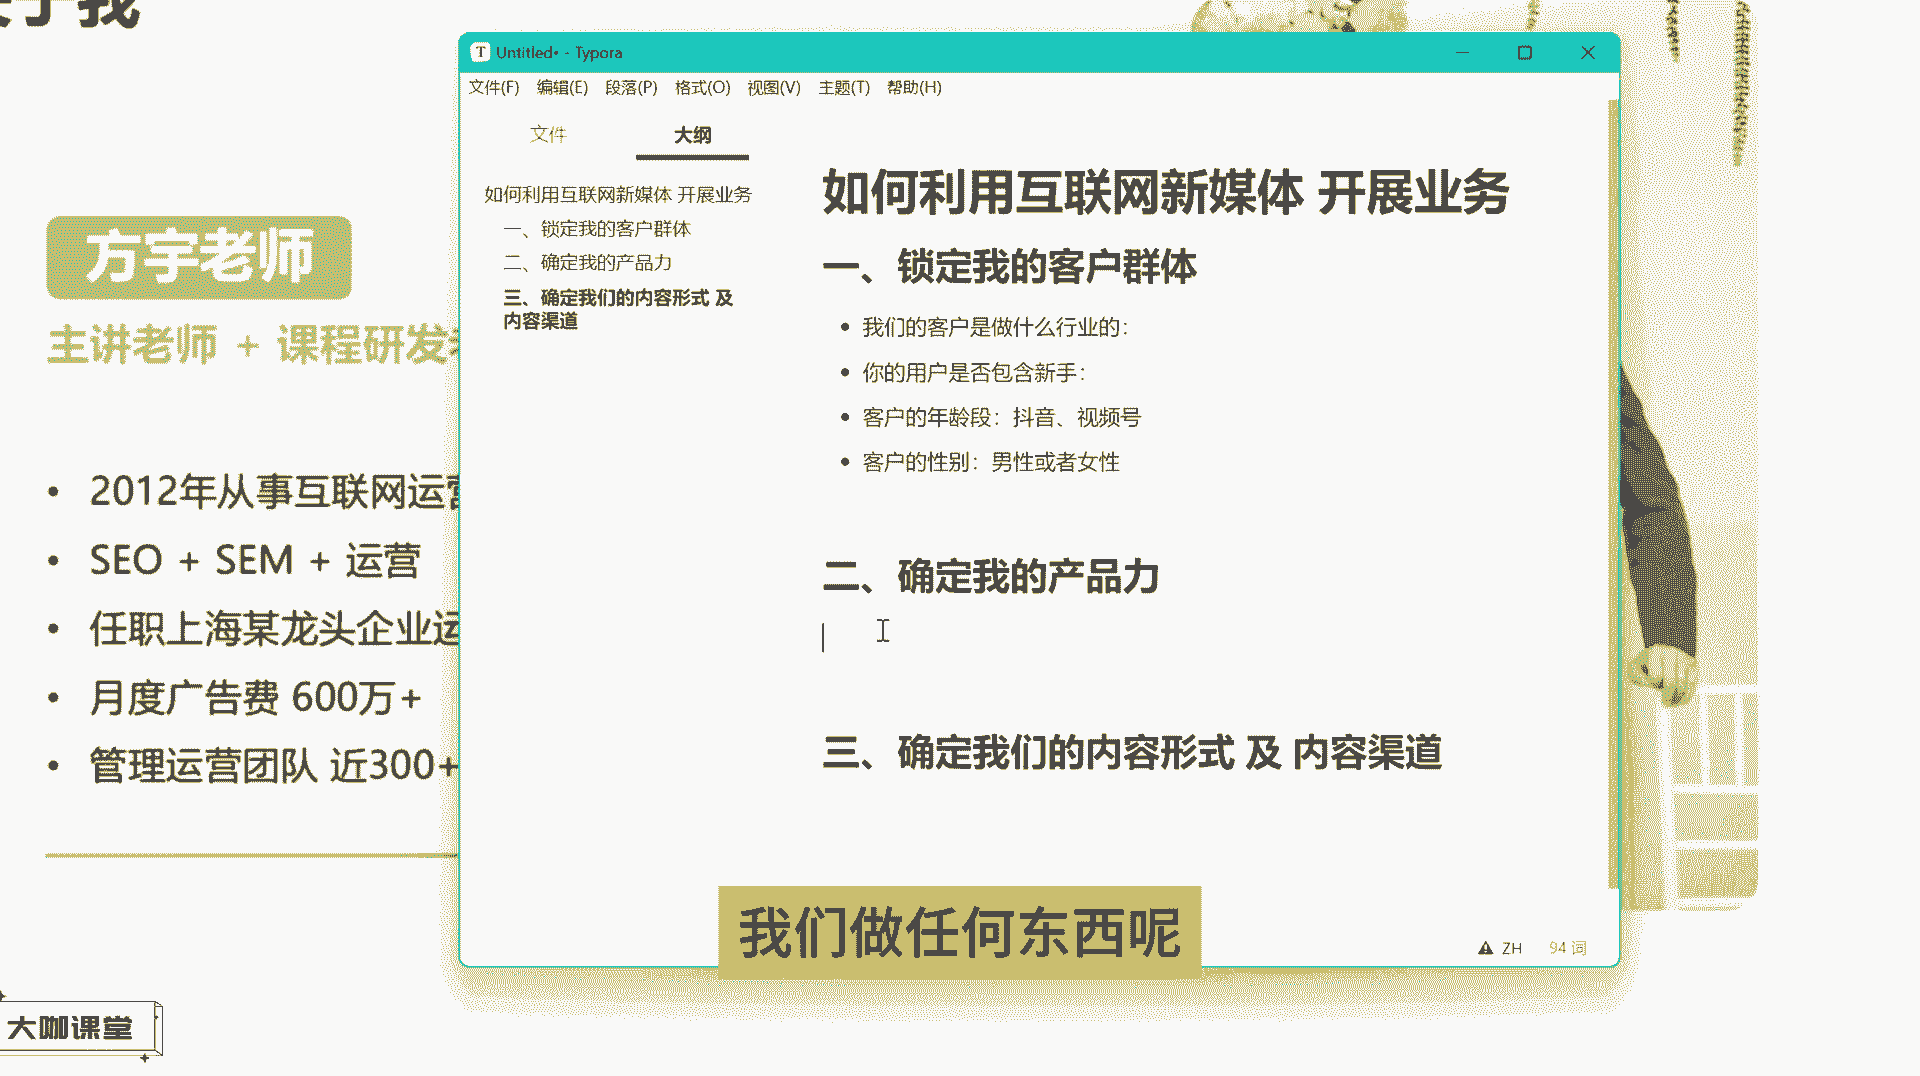 于我
方宇老师
主讲老师 + 课程研发
2012年从事互联网运营
SEO + SEM + 运营
任职上海某龙头企业运
月度广告费 600万+
管理运营团队 近300+
大咖课堂
Untitled• - Typora
文件(F) 编辑(E) 段落(P) 格式(O) 视图(V) 主题(T) 帮助(H)
文件 大纲
如何利用互联网新媒体 开展业务
一、锁定我的客户群体
二、确定我的产品力
三、确定我们的内容形式 及
内容渠道
如何利用互联网新媒体 开展业务
一、锁定我的客户群体
我们的客户是做什么行业的：
你的用户是否包含新手：
客户的年龄段：抖音、视频号
客户的性别：男性或者女性
二、确定我的产品力
三、确定我们的内容形式 及 内容渠道
ZH 94 词
我们做任何东西呢